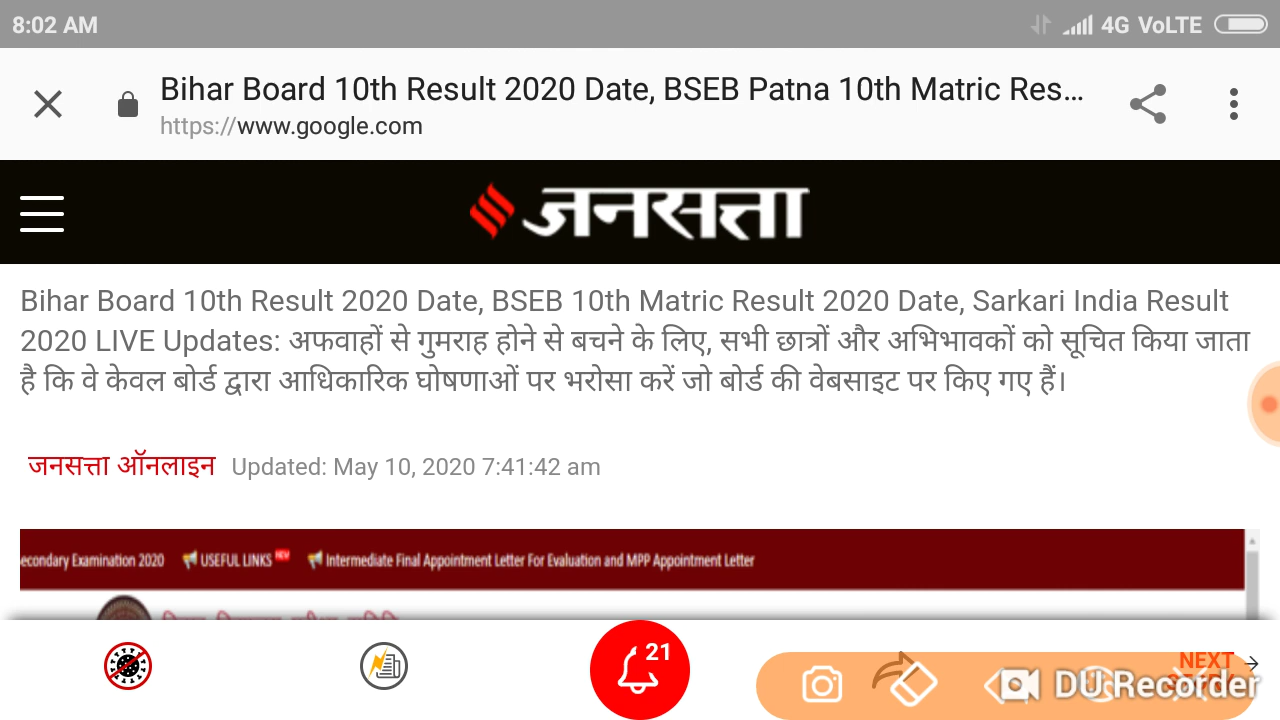 8:02 AM
4G VoLTE
Bihar Board 10th Result 2020 Date, BSEB Patna 10th Matric Res...
https://www.google.com
जनसत्ता
Bihar Board 10th Result 2020 Date, BSEB 10th Matric Result 2020 Date, Sarkari India Result
2020 LIVE Updates: अफवाहों से गुमराह होने से बचने के लिए, सभी छात्रों और अभिभावकों को सूचित किया जाता
है कि वे केवल बोर्ड द्वारा आधिकारिक घोषणाओं पर भरोसा करें जो बोर्ड की वेबसाइट पर किए गए हैं।
जनसत्ता ऑनलाइन Updated: May 10, 2020 7:41:42 am
econdary Examination 2020 USEFUL LINKS NEW Intermediate Final Appointment Letter For Evaluation and MPP Appointment Letter
21
NEXT
DU Recorder